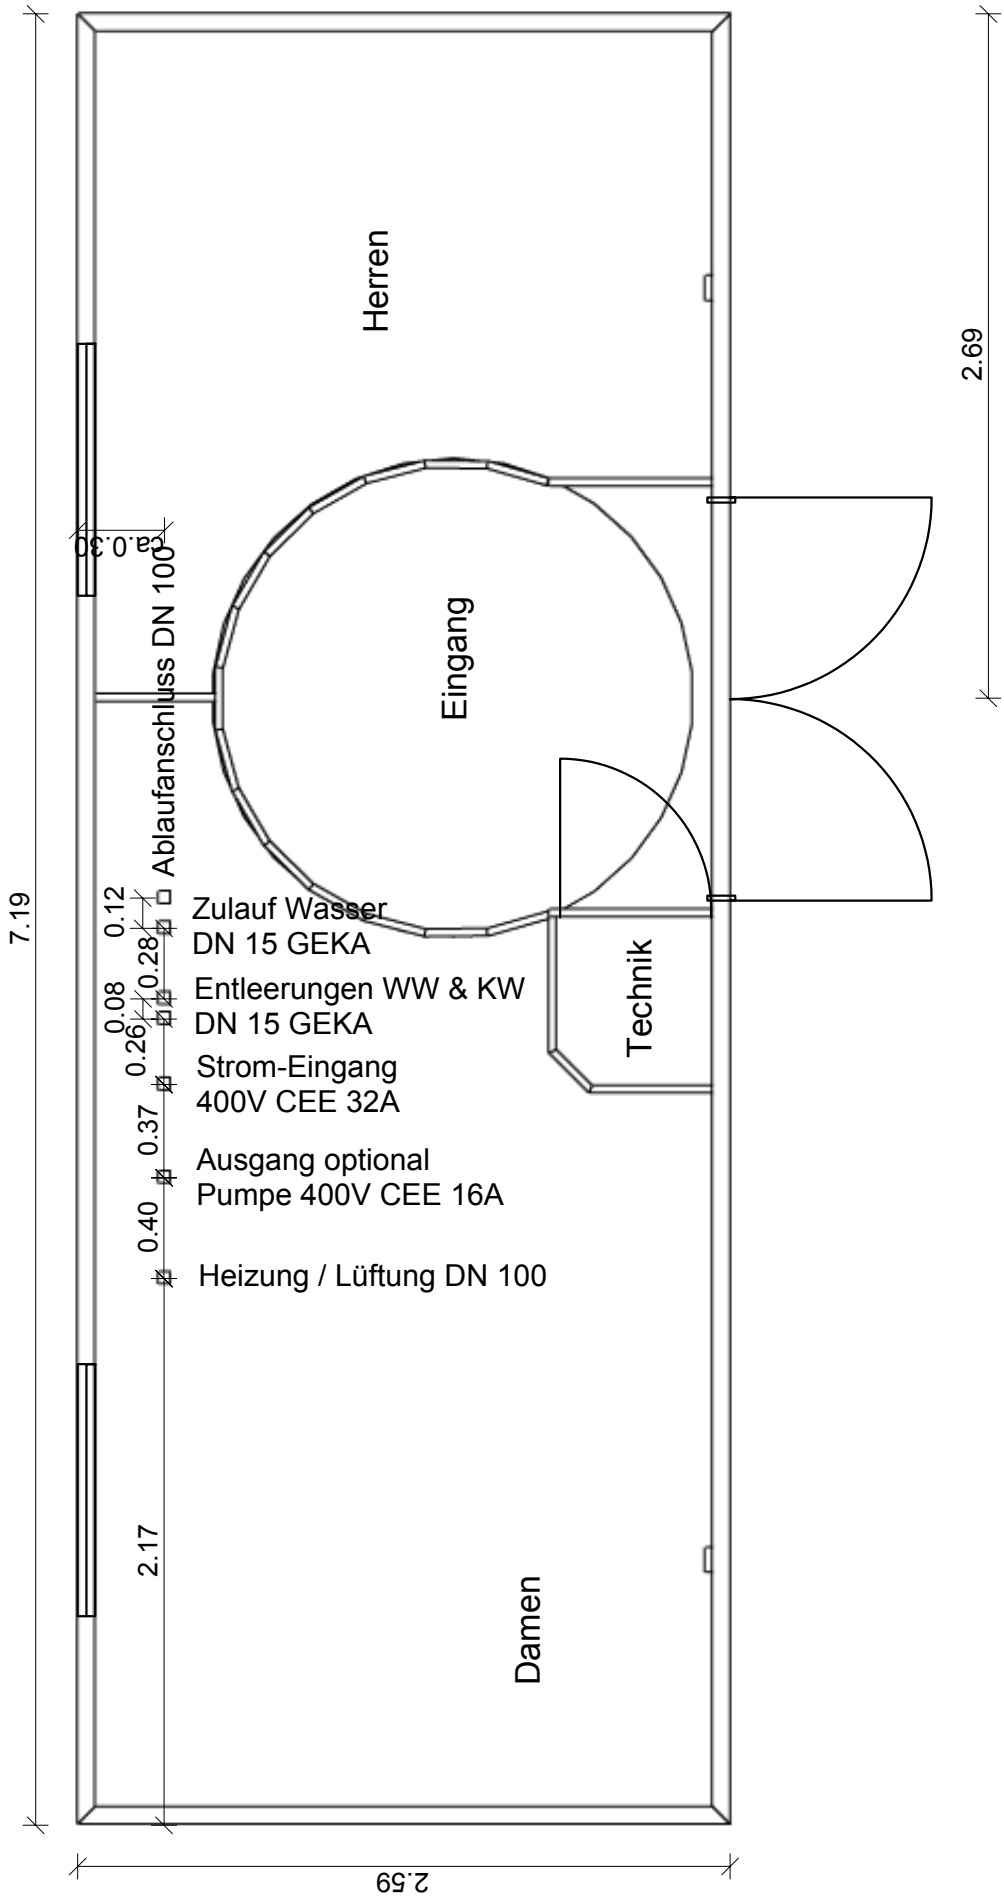 2.69
Herren
ca.0.30
Ablaufanschluss DN 100
Eingang
7.19
0.12
Zulauf Wasser
DN 15 GEKA
0.28
0.08
Entleerungen WW & KW
DN 15 GEKA
0.26
Technik
Strom-Eingang
400V CEE 32A
0.37
Ausgang optional
Pumpe 400V CEE 16A
0.40
Heizung / Lüftung DN 100
2.17
Damen
2.59